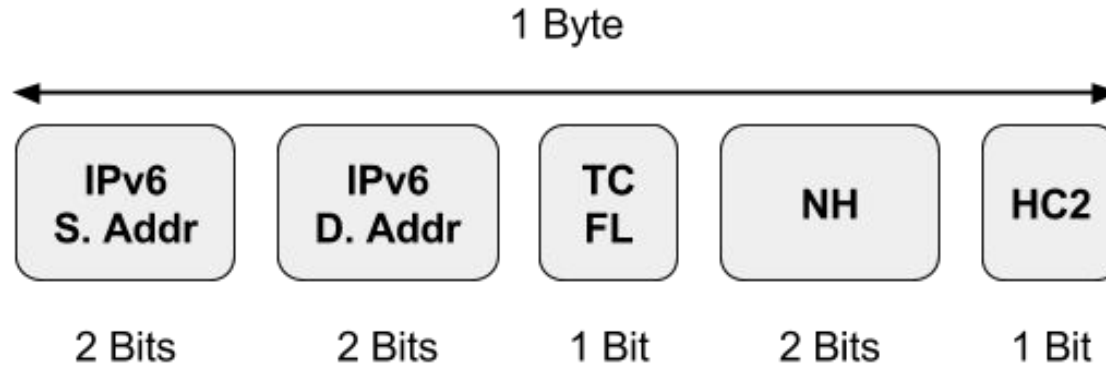 1 Byte
IPv6
S. Addr
IPv6
D. Addr
TC
FL
NH
HC2
2 Bits
2 Bits
1 Bit
2 Bits
1 Bit